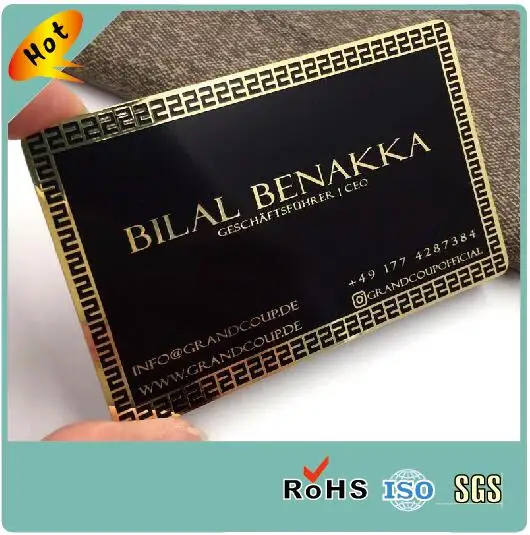 Hot
BILAL BENAKKA
GESCHÄFTSFÜHRER | CEO
+49 177 4287384
GRANDCOUPOFFICIAL
INFO@GRANDCOUP.DE
WWW.GRANDCOUP.DE
RoHS ISO SGS